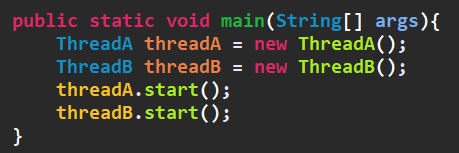 public static void main(String[] args){
    ThreadA threadA = new ThreadA();
    ThreadB threadB = new ThreadB();
    threadA.start();
    threadB.start();
}